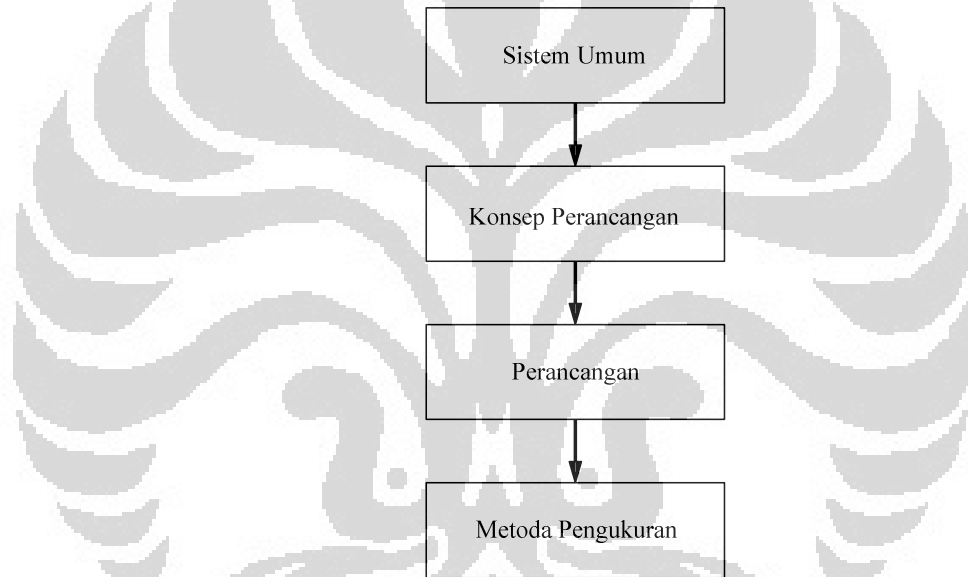 Sistem Umum
Konsep Perancangan
Perancangan
Metoda Pengukuran